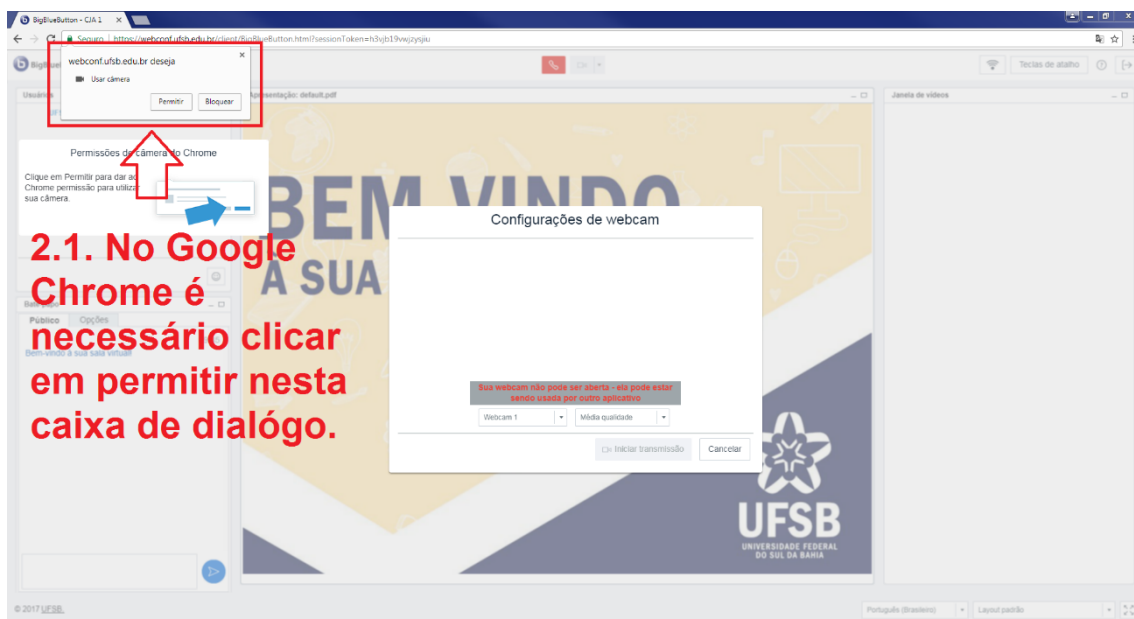 BigBlueButton - CJA 1
Seguro | https://webconf.ufsb.edu.br/client/BigBlueButton.html?sessionToken=h3vjb19vwjzysjiu
webconf.ufsb.edu.br deseja
Usar câmera
Permitir Bloquear
Teclas de atalho
Usuários
Apresentação: default.pdf
Janela de vídeos
Permissões de câmera do Chrome
Clique em Permitir para dar ao
Chrome permissão para utilizar
sua câmera.
BEM VINDO
À SUA
2.1. No Google
Chrome é
necessário clicar
em permitir nesta
caixa de dialógo.
Configurações de webcam
Sua webcam não pode ser aberta - ela pode estar
sendo usada por outro aplicativo
Webcam 1 Média qualidade
Iniciar transmissão Cancelar
Público Opções
Bem-vindo à sua sala virtual!
UFSB
UNIVERSIDADE FEDERAL
DO SUL DA BAHIA
© 2017 UFSB.
Português (Brasileiro) Layout padrão